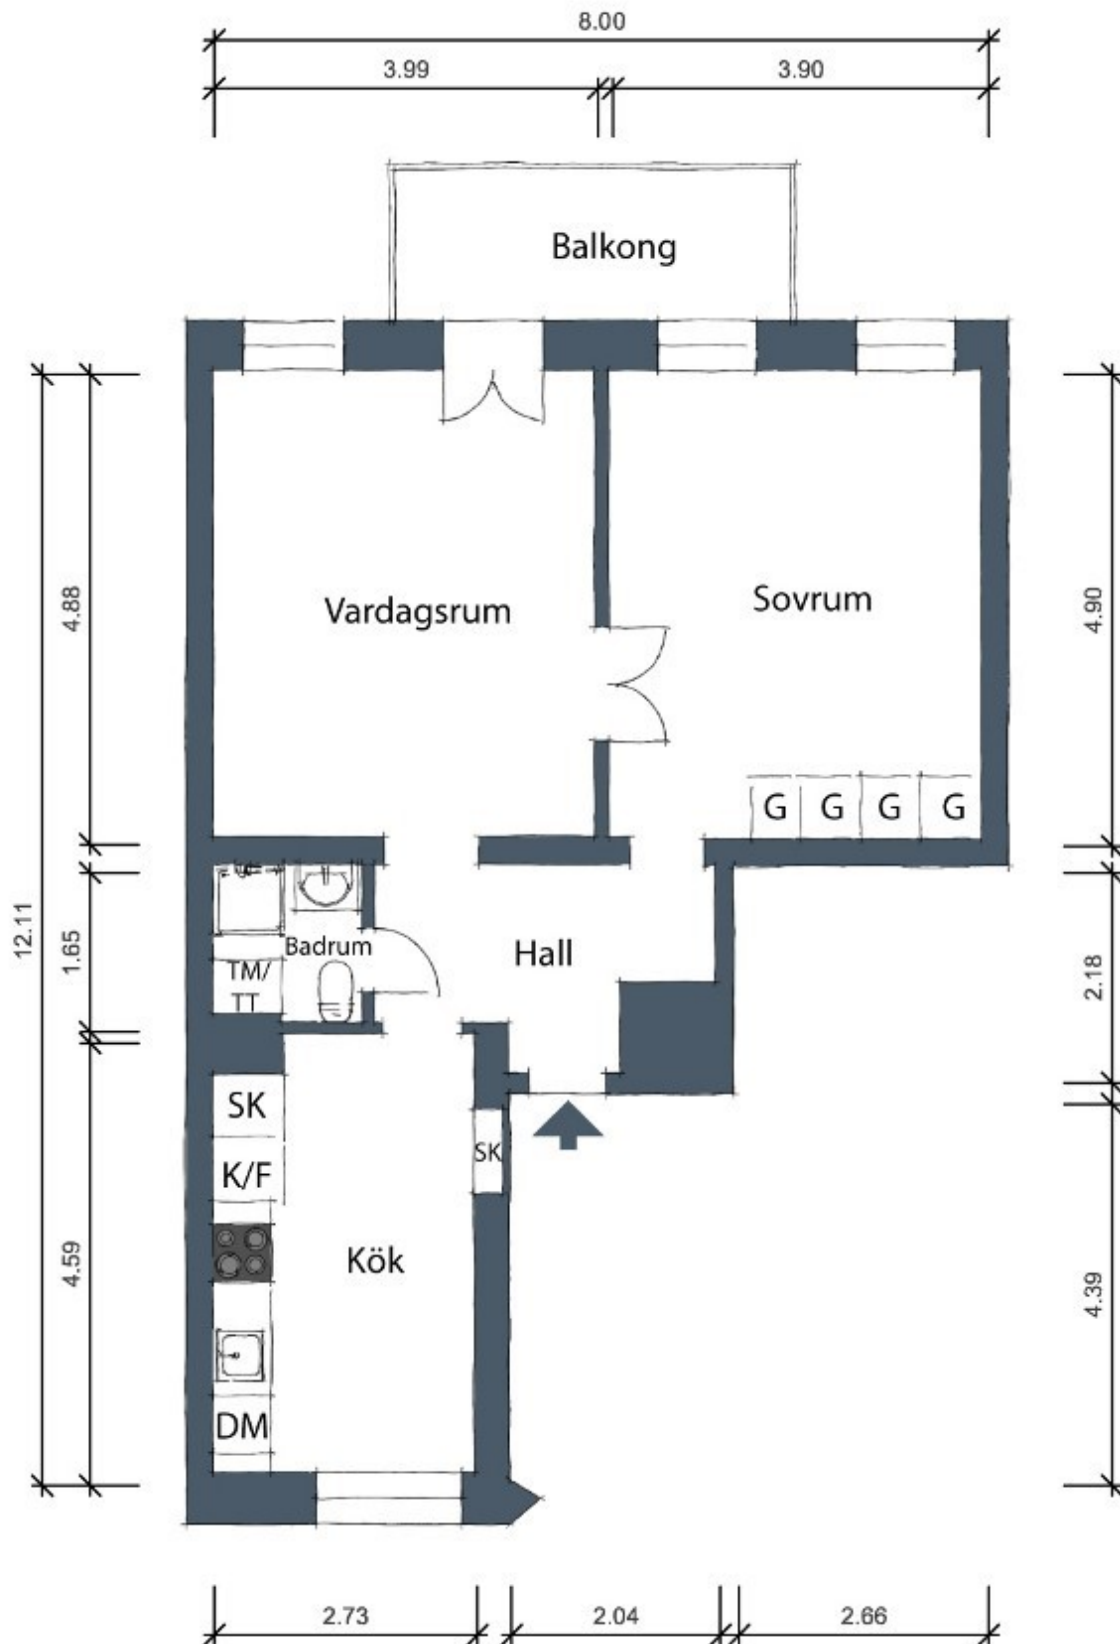 8.00
3.99
3.90
Balkong
4.88
Vardagsrum
Sovrum
4.90
G
G
G
G
12.11
1.65
Badrum
TM/
TT
Hall
2.18
SK
K/F
SK
4.59
Kök
4.39
DM
2.73
2.04
2.66